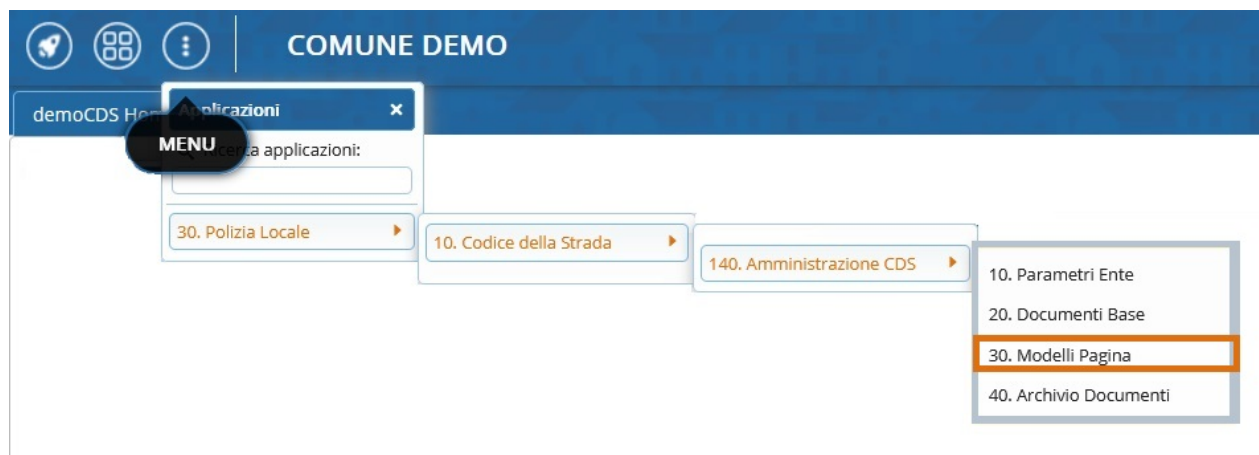 COMUNE DEMO
demoCDS
Applicazioni ×
MENU
applicazioni:
30. Polizia Locale
10. Codice della Strada
140. Amministrazione CDS
10. Parametri Ente
20. Documenti Base
30. Modelli Pagina
40. Archivio Documenti